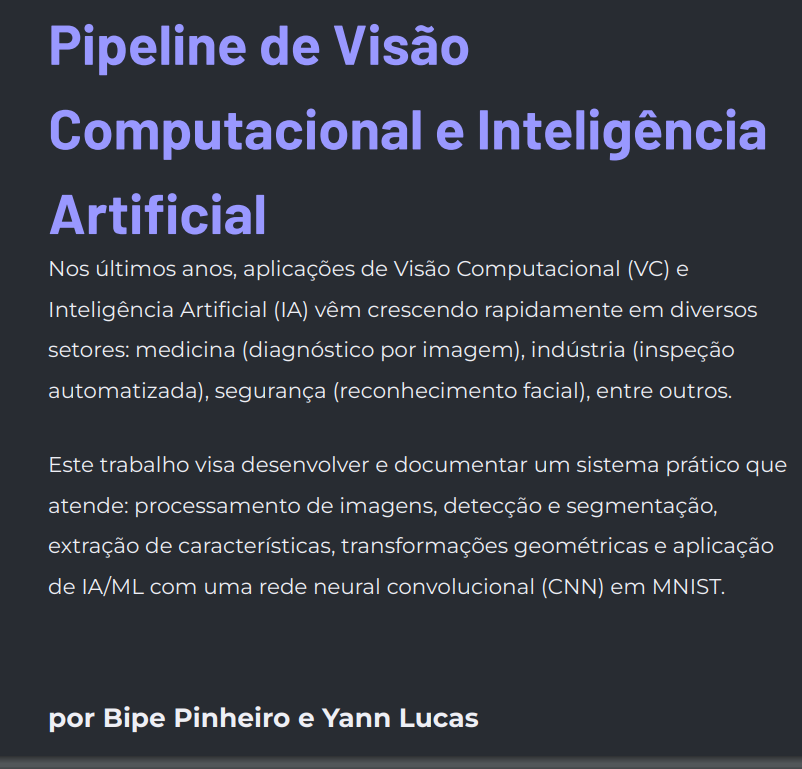 Pipeline de Visão
Computacional e Inteligência
Artificial
Nos últimos anos, aplicações de Visão Computacional (VC) e
Inteligência Artificial (IA) vêm crescendo rapidamente em diversos
setores: medicina (diagnóstico por imagem), indústria (inspeção
automatizada), segurança (reconhecimento facial), entre outros.
Este trabalho visa desenvolver e documentar um sistema prático que
atende: processamento de imagens, detecção e segmentação,
extração de características, transformações geométricas e aplicação
de IA/ML com uma rede neural convolucional (CNN) em MNIST.
por Bipe Pinheiro e Yann Lucas